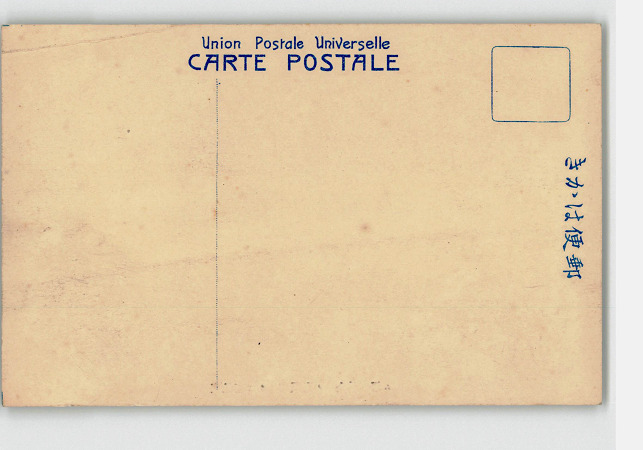 Union Postale Universelle
CARTE POSTALE
きかは便郵